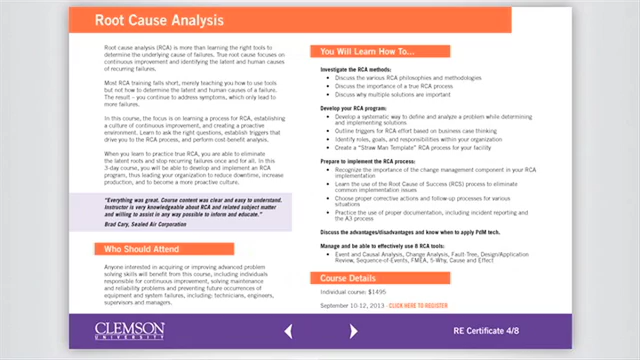 Root Cause Analysis
Root cause analysis (RCA) is more than learning the right tools to
determine the underlying cause of failures. True root cause focuses on
continuous improvement and identifying the latent and human causes
of recurring failures.
Most RCA training falls short, merely teaching you how to use tools
but not how to determine the latent and human causes of a failure.
The result – you continue to address symptoms, which only lead to
more failures.
In this course, the focus is on learning a process for RCA, establishing
a culture of continuous improvement, and creating a proactive
environment. Learn to ask the right questions, establish triggers that
drive you to the RCA process, and perform cost benefit analysis.
When you learn to practice true RCA, you are able to eliminate
the latent roots and stop recurring failures once and for all. In this
3-day course, you will be able to develop and implement an RCA
program, thus leading your organization to reduce downtime, increase
production, and to become a more proactive culture.
"Everything was great. Course content was clear and easy to understand.
Instructor is very knowledgeable about RCA and related subject matter
and willing to assist in any way possible to inform and educate."
Brad Cary, Sealed Air Corporation
Who Should Attend
Anyone interested in acquiring or improving advanced problem
solving skills will benefit from this course, including individuals
responsible for continuous improvement, solving maintenance
and reliability problems and preventing future occurrences of
equipment and system failures, including: technicians, engineers,
supervisors and managers.
You Will Learn How To...
Investigate the RCA methods:
• Discuss the various RCA philosophies and methodologies
• Discuss the importance of a true RCA process
• Discuss why multiple solutions are important
Develop your RCA program:
• Develop a systematic way to define and analyze a problem while determining
and implementing solutions
• Outline triggers for RCA effort based on business case thinking
• Identify roles, goals, and responsibilities within your organization
• Create a "Straw Man Template" RCA process for your facility
Prepare to implement the RCA process:
• Recognize the importance of the change management component in your RCA
implementation
• Learn the use of the Root Cause of Success (RCS) process to eliminate
common implementation issues
• Choose proper corrective actions and follow-up processes for various
situations
• Practice the use of proper documentation, including incident reporting and
the A3 process
Discuss the advantages/disadvantages and know when to apply PdM tech.
Manage and be able to effectively use 8 RCA tools:
• Event and Causal Analysis, Change Analysis, Fault-Tree, Design/Application
Review, Sequence-of-Events, FMEA, 5-Why, Cause and Effect
Course Details
Individual course: $1495
September 10-12, 2013 - CLICK HERE TO REGISTER
CLEMSON
UNIVERSITY
RE Certificate 4/8